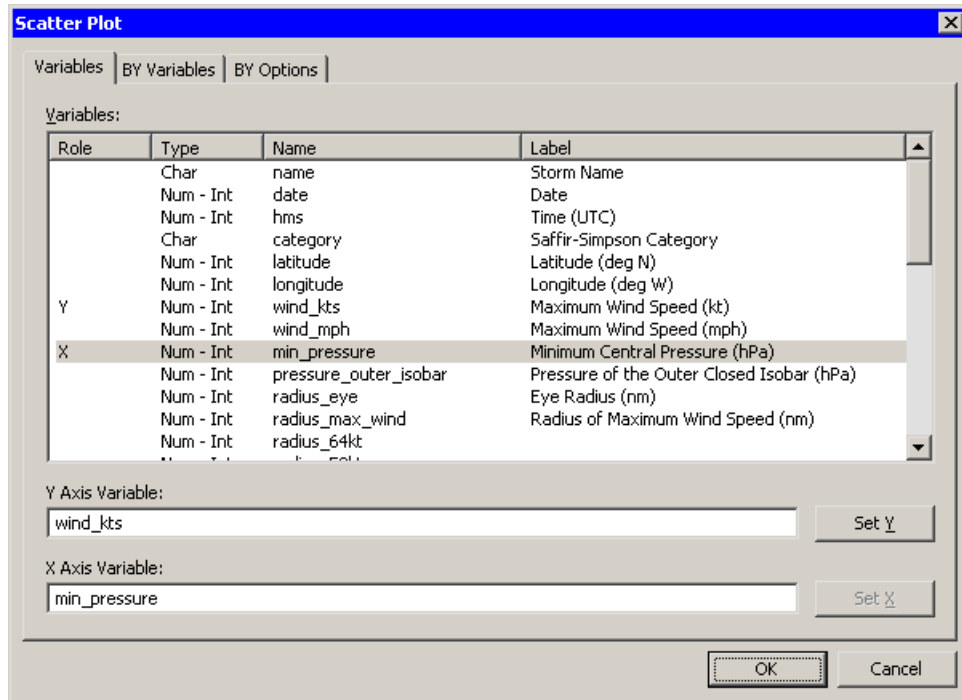 Scatter Plot
Variables BY Variables BY Options
Variables:
Role Type Name Label
Char name Storm Name
Num - Int date Date
Num - Int hms Time (UTC)
Char category Saffir-Simpson Category
Num - Int latitude Latitude (deg N)
Num - Int longitude Longitude (deg W)
Y Num - Int wind_kts Maximum Wind Speed (kt)
Num - Int wind_mph Maximum Wind Speed (mph)
X Num - Int min_pressure Minimum Central Pressure (hPa)
Num - Int pressure_outer_isobar Pressure of the Outer Closed Isobar (hPa)
Num - Int radius_eye Eye Radius (nm)
Num - Int radius_max_wind Radius of Maximum Wind Speed (nm)
Num - Int radius_64kt
Y Axis Variable:
wind_kts Set Y
X Axis Variable:
min_pressure Set X
OK Cancel